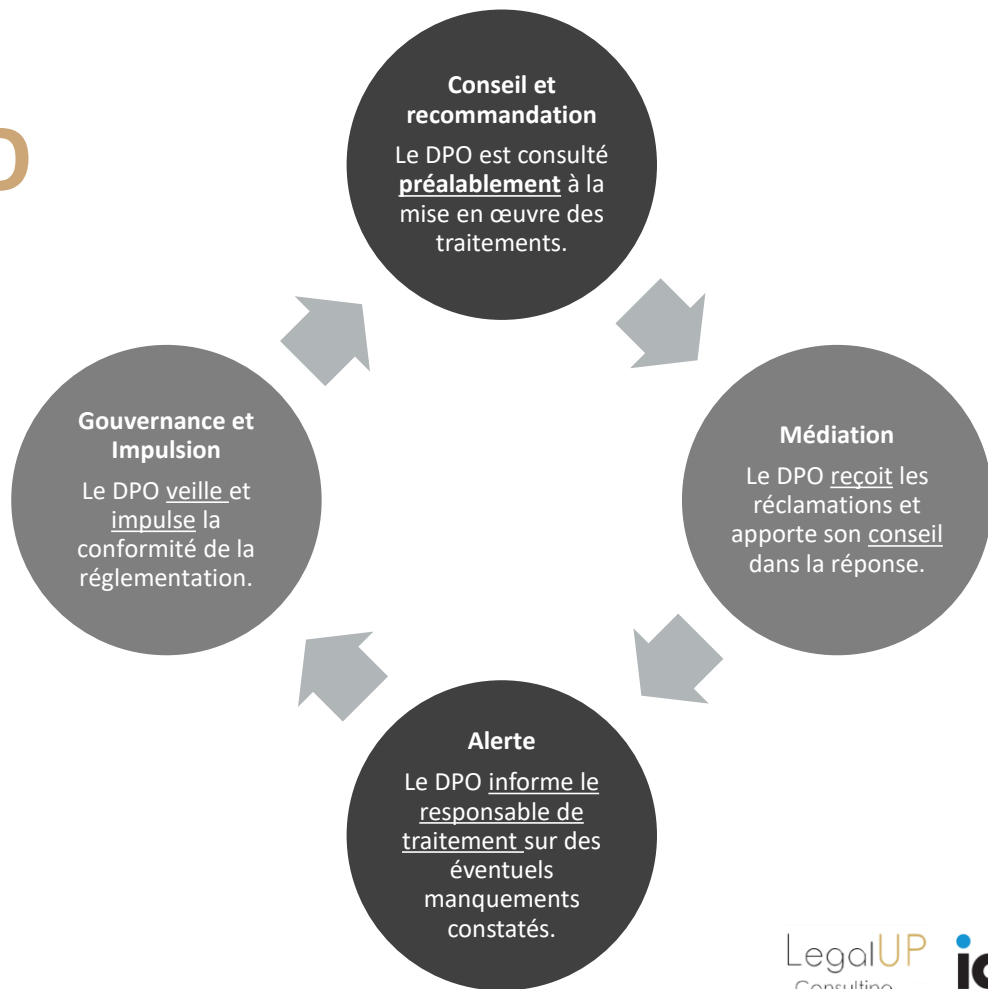 Conseil et
recommandation
Le DPO est consulté
préalablement à la
mise en œuvre des
traitements.
Gouvernance et
Impulsion
Le DPO veille et
impulse la
conformité de la
réglementation.
Médiation
Le DPO reçoit les
réclamations et
apporte son conseil
dans la réponse.
Alerte
Le DPO informe le
responsable de
traitement sur des
éventuels
manquements
constatés.
LegalUP
Consulting